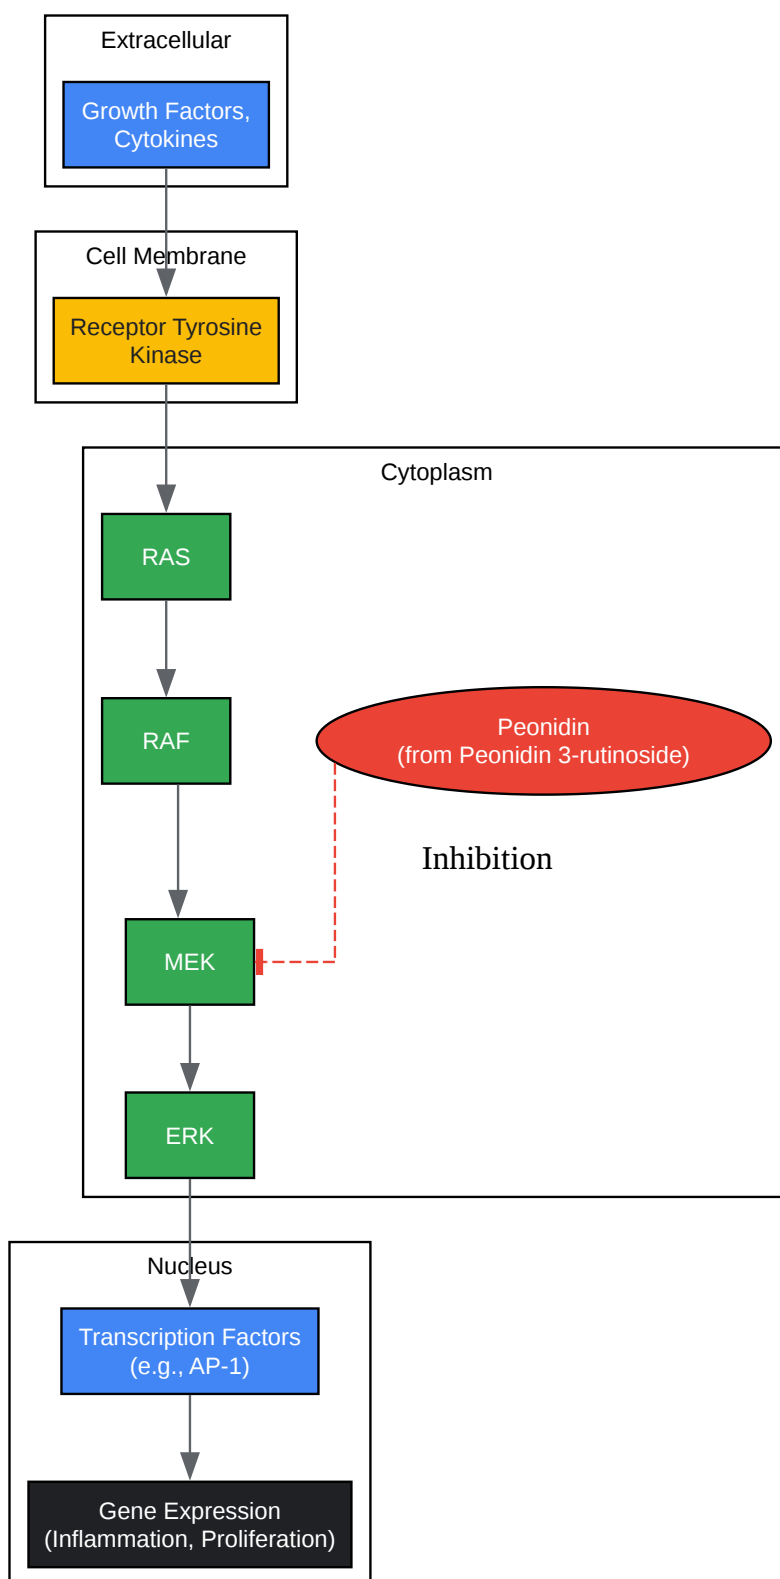 Extracellular
Growth Factors,
Cytokines
Cell Membrane
Receptor Tyrosine
Kinase
Cytoplasm
RAS
RAF
Peonidin
(from Peonidin 3-rutinoside)
Inhibition
MEK
ERK
Nucleus
Transcription Factors
(e.g., AP-1)
Gene Expression
(Inflammation, Proliferation)